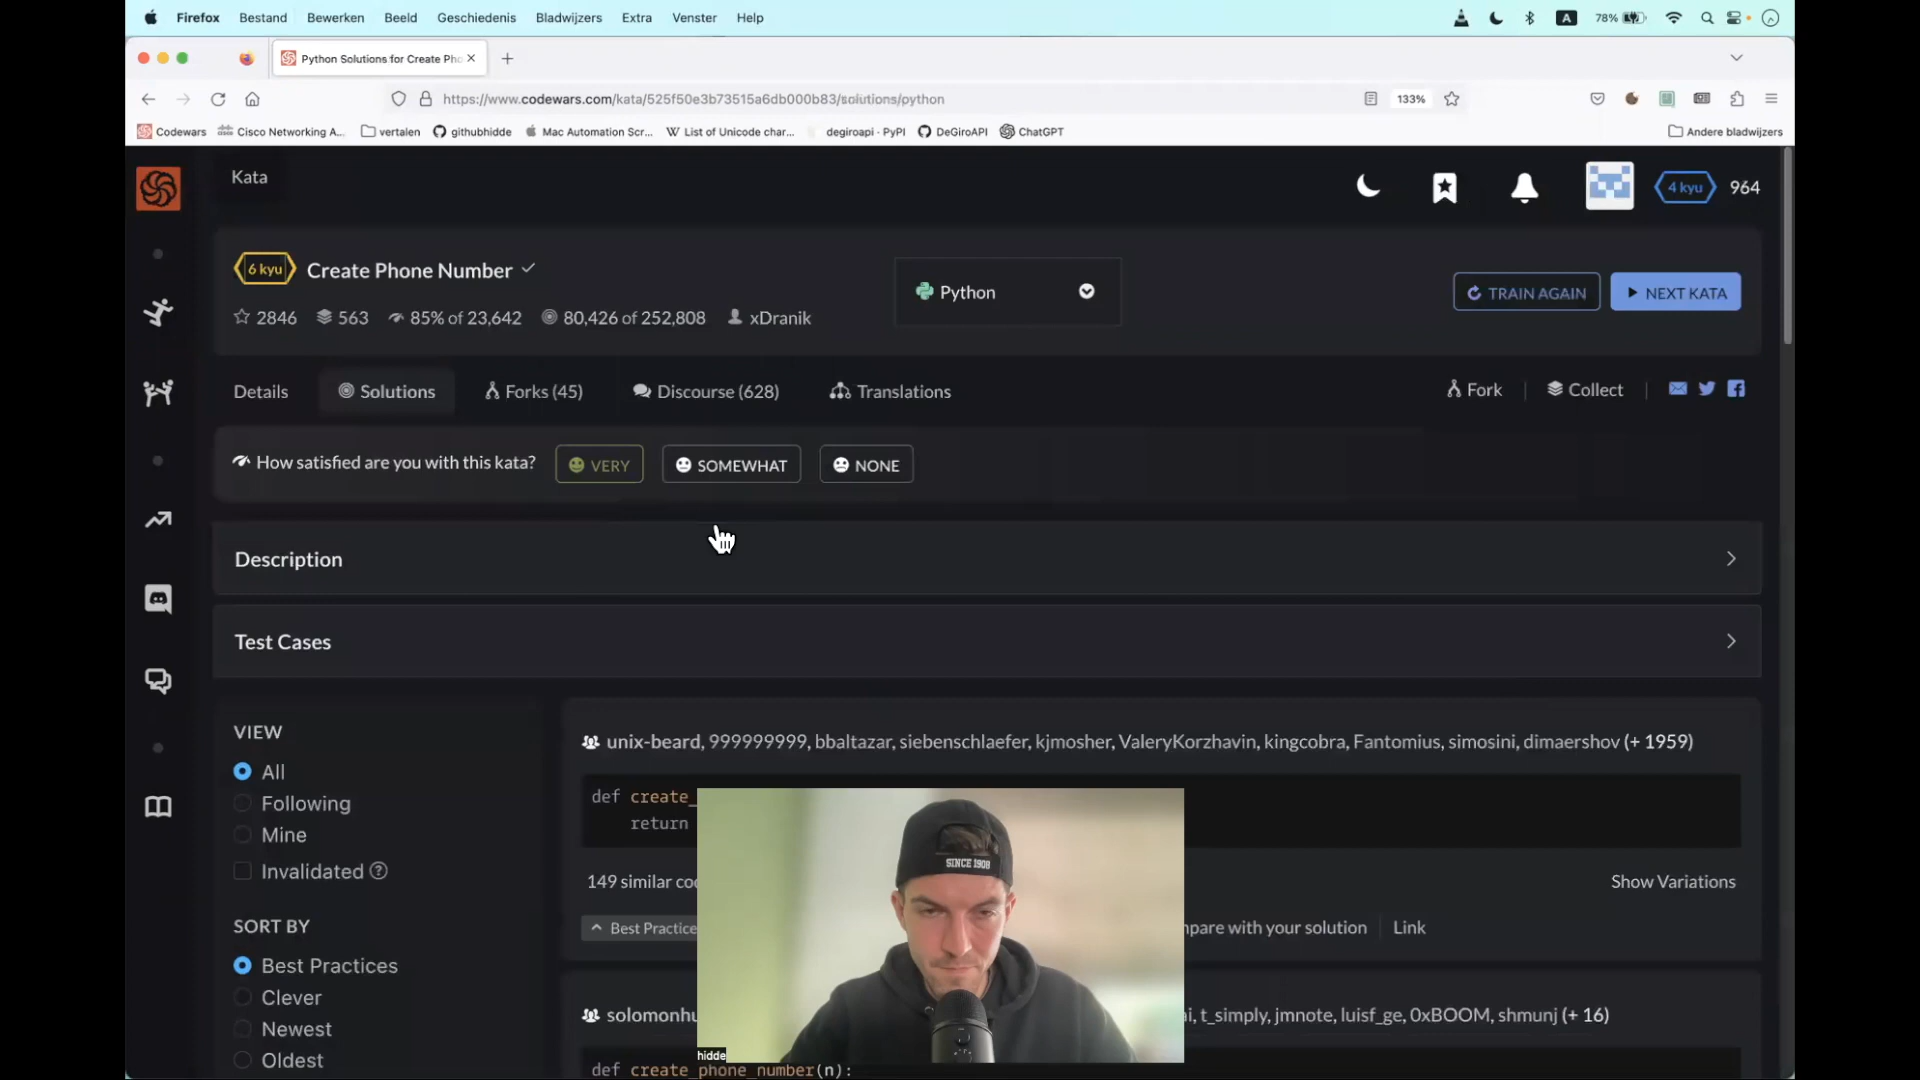 Firefox Bestand Bewerken Beeld Geschiedenis Bladwijzers Extra Venster Help A 78%
Python Solutions for Create Pho
https://www.codewars.com/kata/525f50e3b73515a6db000b83/solutions/python 133%
Codewars Cisco Networking A... vertalen githubhidde Mac Automation Scr... List of Unicode char... degiroapi · PyPI DeGiroAPI ChatGPT Andere bladwijzers
Kata 4 kyu 964
6 kyu Create Phone Number Python TRAIN AGAIN NEXT KATA
2846 563 85% of 23,642 80,426 of 252,808 xDranik
Details Solutions Forks (45) Discourse (628) Translations Fork Collect
How satisfied are you with this kata? VERY SOMEWHAT NONE
Description
Test Cases
VIEW
All
Following
Mine
Invalidated
SORT BY
Best Practices
Clever
Newest
Oldest
unix-beard, 999999999, bbaltazar, siebenschlaefer, kjmosher, ValeryKorzhavin, kingcobra, Fantomius, simosini, dimaershov (+ 1959)
def create_
return
149 similar coc Show Variations
Best Practice npare with your solution Link
SINCE 1908
solomonhu ai, t_simply, jmnote, luisf_ge, 0xBOOM, shmunj (+ 16)
hidde
def create_phone_number(n):